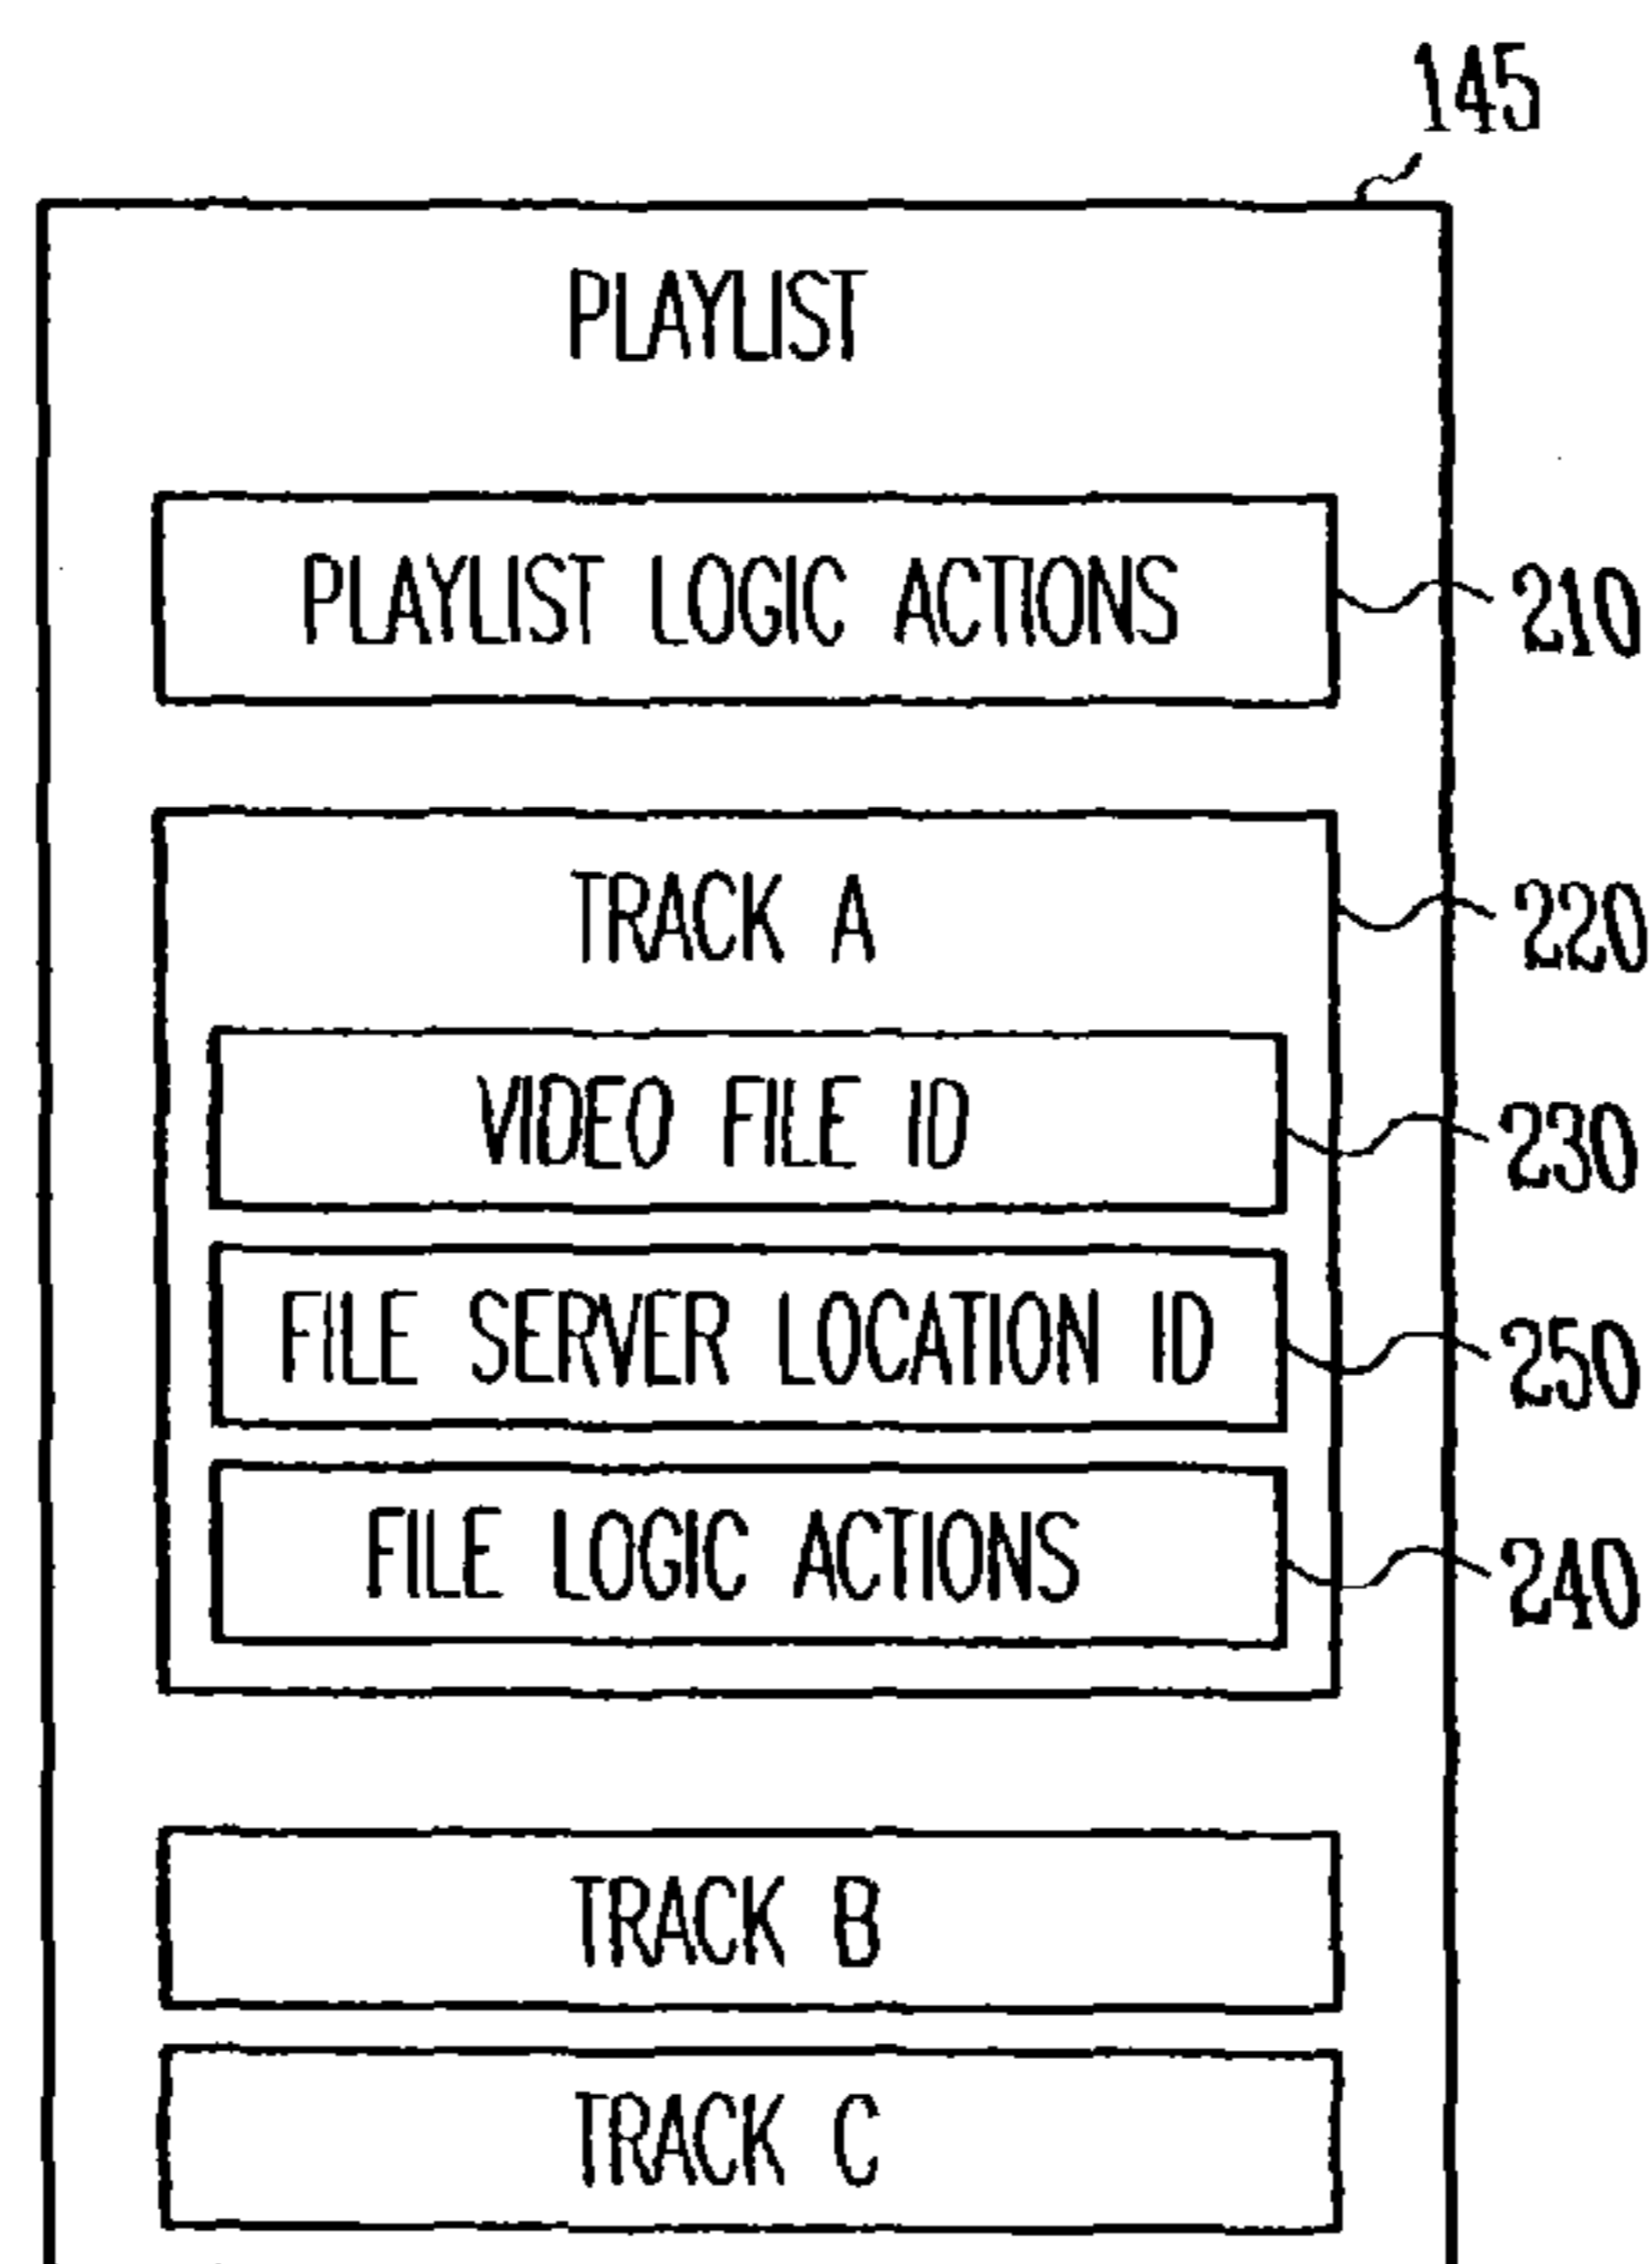 145
PLAYLIST
PLAYLIST LOGIC ACTIONS
210
TRACK A
220
VIDEO FILE ID
230
FILE SERVER LOCATION ID
250
FILE LOGIC ACTIONS
240
TRACK B
TRACK C